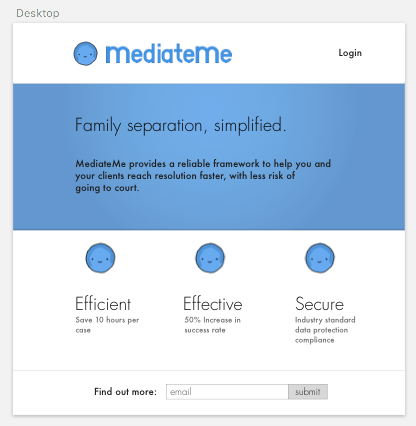 Desktop
mediateme
Login
Family separation, simplified.
MediateMe provides a reliable framework to help you and
your clients reach resolution faster, with less risk of
going to court.
Efficient
Save 10 hours per
case
Effective
50% Increase in
success rate
Secure
Industry standard
data protection
compliance
Find out more:
email
submit